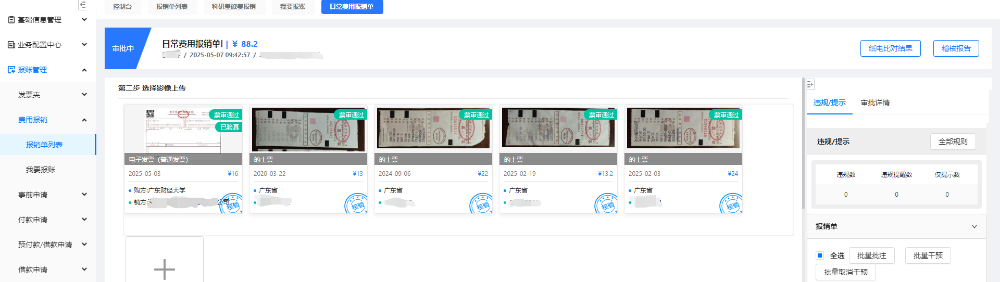 控制台
报销单列表
科研差旅费报销
我要报账
日常费用报销单
基础信息管理
业务配置中心
报账管理
发票夹
费用报销
报销单列表
我要报账
事前申请
付款申请
预付款/借款申请
借款申请
审批中
日常费用报销单 | ¥ 88.2
/ 2025-05-07 09:42:57 /
纸电比对结果
稽核报告
第二步 选择影像上传
票审通过
已验真
电子发票（普通发票）
2025-05-03 ¥16
购方:广东财经大学
销方: 公司
核验
票审通过
的士票
2020-03-22 ¥13
广东省
核验
票审通过
的士票
2024-09-06 ¥22
广东省
核验
票审通过
的士票
2025-02-19 ¥13.2
广东省
核验
票审通过
的士票
2025-02-03 ¥24
广东省
核验
违规/提示
审批详情
违规/提示
全部规则
违规数 违规提醒数 仅提示数
0 0 0
报销单
全选 批量批注 批量干预
批量取消干预